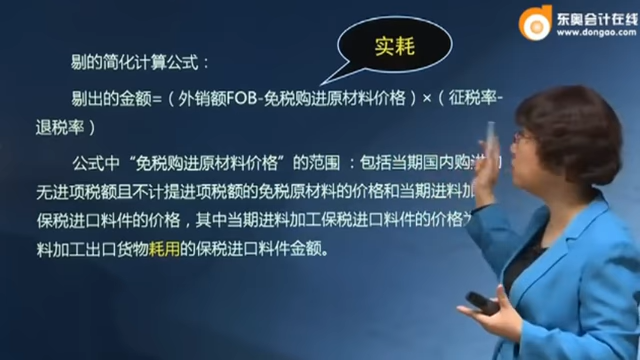 东奥会计在线
www.dongao.com
实耗
剔的简化计算公式：
剔出的金额=（外销额FOB-免税购进原材料价格）×（征税率-
退税率）
公式中“免税购进原材料价格”的范围：包括当期国内购进的
无进项税额且不计提进项税额的免税原材料的价格和当期进料加
保税进口料件的价格，其中当期进料加工保税进口料件的价格
料加工出口货物耗用的保税进口料件金额。